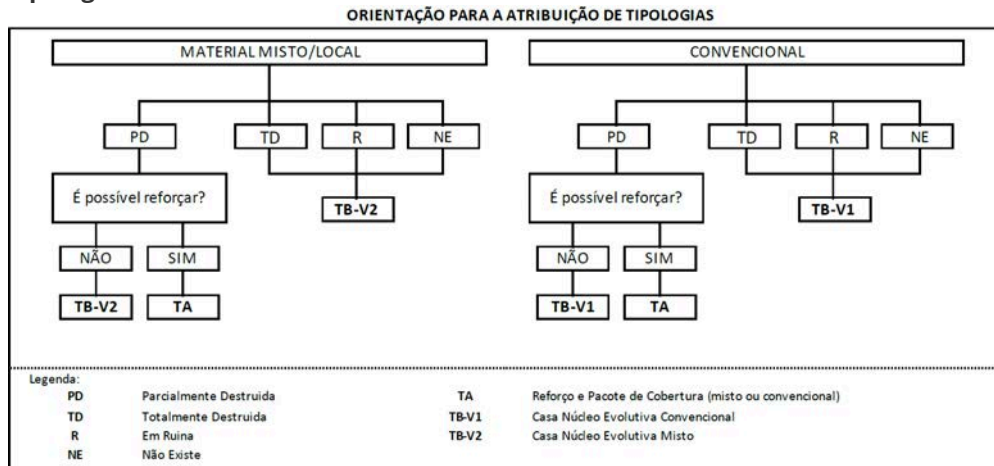 ORIENTAÇÃO PARA A ATRIBUIÇÃO DE TIPOLOGIAS
MATERIAL MISTO/LOCAL
CONVENCIONAL
PD TD R NE
PD TD R NE
É possível reforçar?
TB-V2
É possível reforçar?
TB-V1
NÃO SIM
NÃO SIM
TB-V2 TA
TB-V1 TA
Legenda:
PD Parcialmente Destruida TA Reforço e Pacote de Cobertura (misto ou convencional)
TD Totalmente Destruida TB-V1 Casa Núcleo Evolutiva Convencional
R Em Ruina TB-V2 Casa Núcleo Evolutiva Misto
NE Não Existe